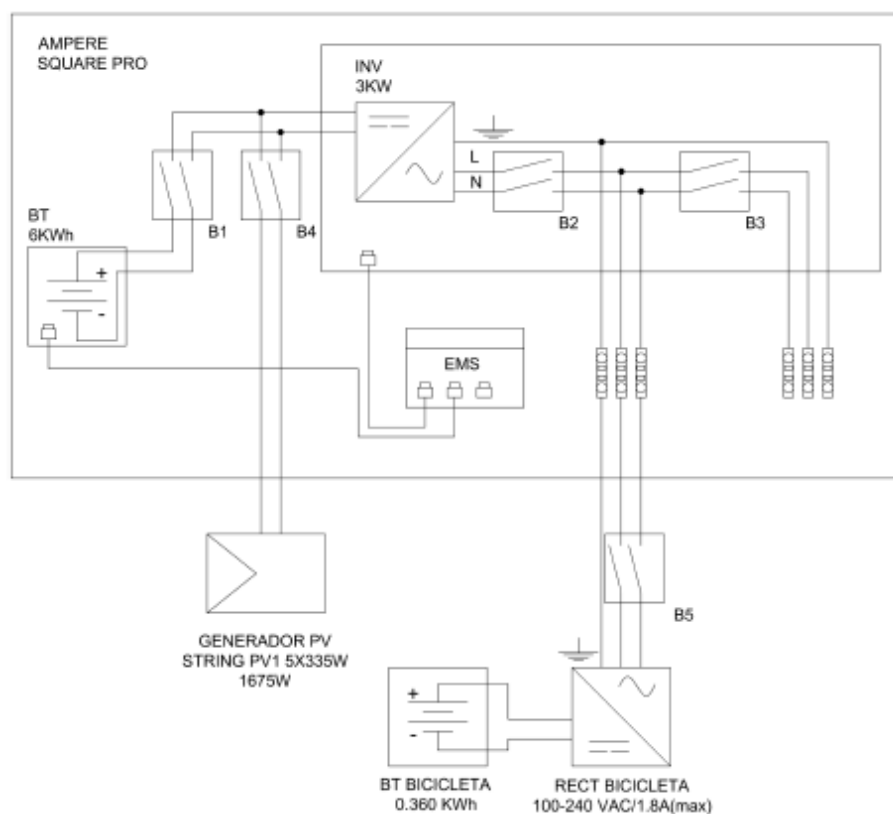 AMPERE
SQUARE PRO
INV
3KW
L
N
B1
B4
B2
B3
BT
6KWh
+
-
EMS
B5
GENERADOR PV
STRING PV1 5X335W
1675W
+
-
BT BICICLETA
0.360 KWh
RECT BICICLETA
100-240 VAC/1.8A(max)